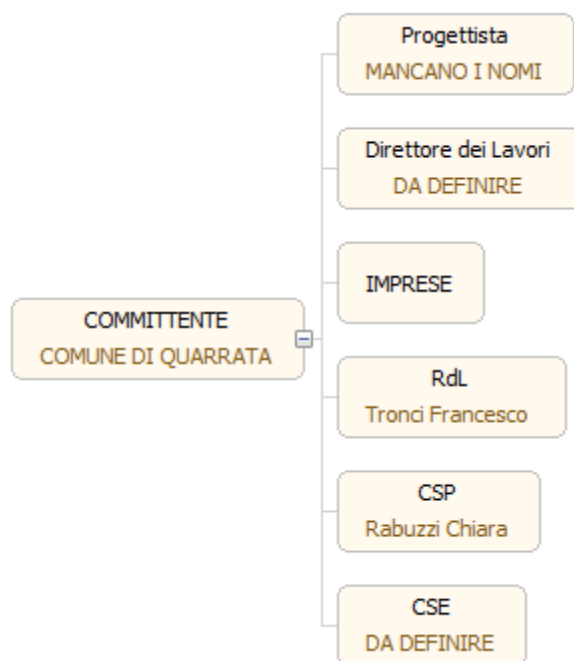 COMMITTENTE
COMUNE DI QUARRATA
Progettista
MANCANO I NOMI
Direttore dei Lavori
DA DEFINIRE
IMPRESE
RdL
Tronci Francesco
CSP
Rabuzzi Chiara
CSE
DA DEFINIRE